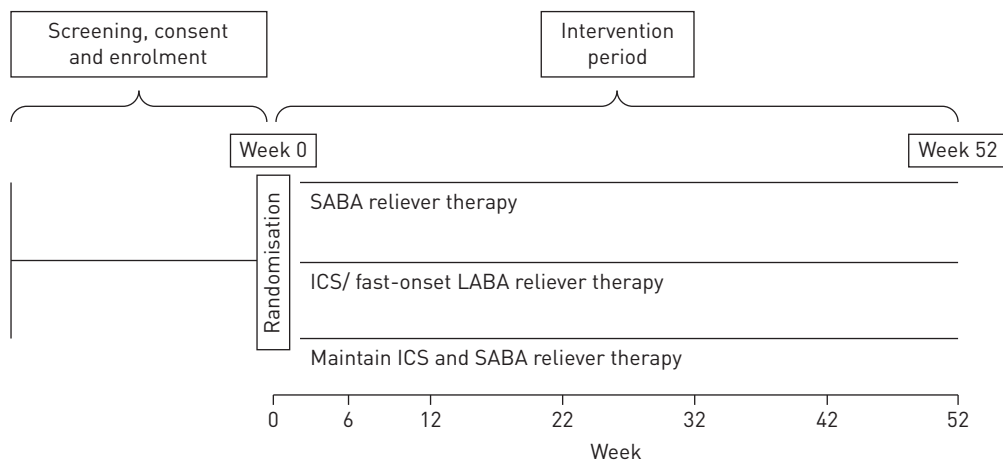 Screening, consent
and enrolment
Intervention
period
Week 0
Week 52
Randomisation
SABA reliever therapy
ICS/ fast-onset LABA reliever therapy
Maintain ICS and SABA reliever therapy
0 6 12 22 32 42 52
Week